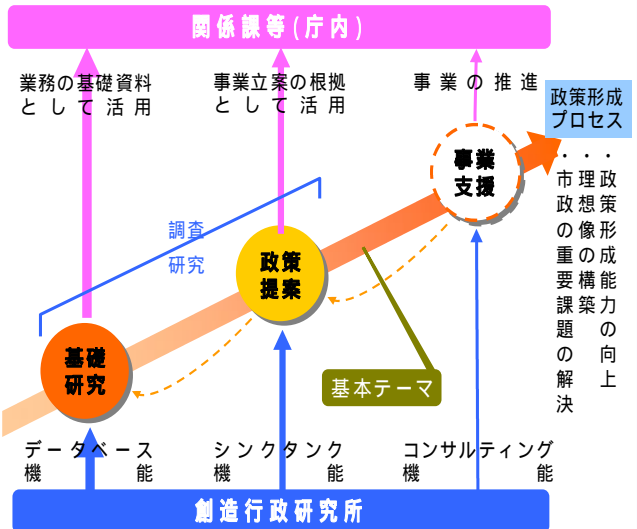 関係課等(庁内)
業務の基礎資料
として活用
事業立案の根拠
として活用
事業の推進
政策形成
プロセス
事業
支援
・政策形成能力の向上
・理想像の構築
・市政の重要課題の解決
調査
研究
政策
提案
基礎
研究
基本テーマ
データベース
機能
シンクタンク
機能
コンサルティング
機能
創造行政研究所